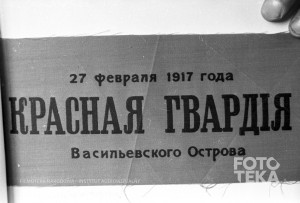 27 февраля 1917 года
КРАСНАЯ ГВАРДІЯ
Васильевского Острова
FOTO
TEKA